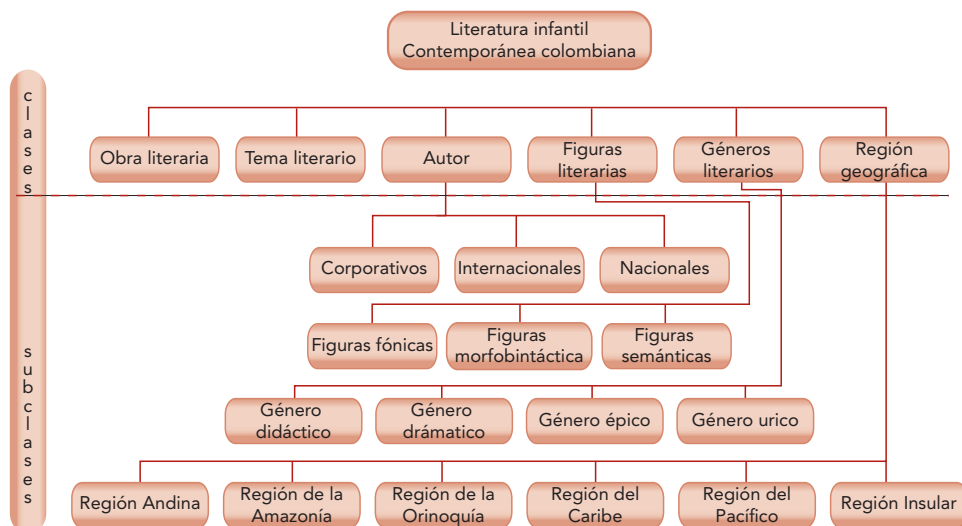 Literatura infantil
Contemporánea colombiana
clases
Obra literaria
Tema literario
Autor
Figuras
literarias
Géneros
literarios
Región
geográfica
subclases
Corporativos
Internacionales
Nacionales
Figuras fónicas
Figuras
morfobintáctica
Figuras
semánticas
Género
didáctico
Género
drámatico
Género épico
Género urico
Región Andina
Región de la
Amazonía
Región de la
Orinoquía
Región del
Caribe
Región del
Pacífico
Región Insular